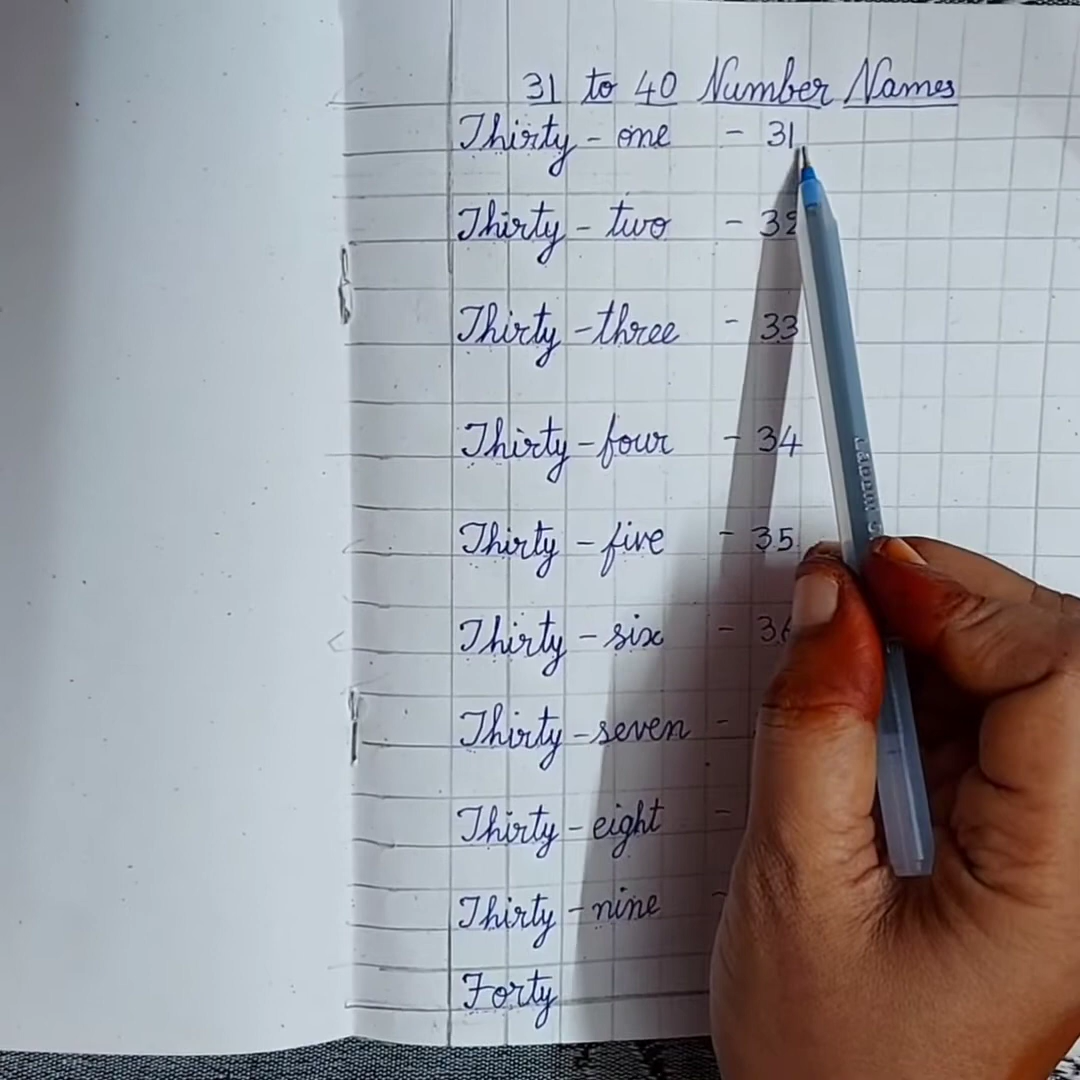 31 to 40 Number Names
Thirty - one - 31
Thirty - two - 32
Thirty - three - 33
Thirty - four - 34
Thirty - five - 35
Thirty - six - 36
Thirty - seven -
Thirty - eight -
Thirty - nine -
Forty